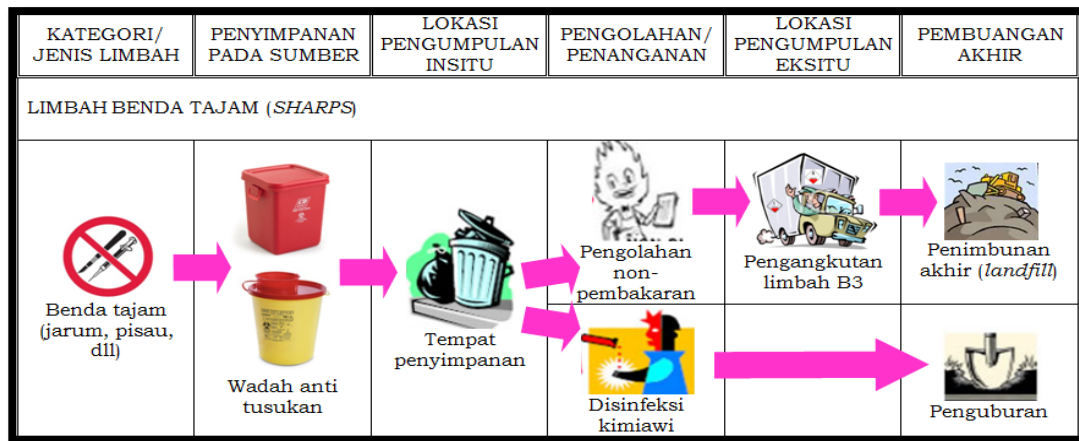 KATEGORI/
JENIS LIMBAH
PENYIMPANAN
PADA SUMBER
LOKASI
PENGUMPULAN
INSITU
PENGOLAHAN/
PENANGANAN
LOKASI
PENGUMPULAN
EKSITU
PEMBUANGAN
AKHIR
LIMBAH BENDA TAJAM (SHARPS)
Benda tajam
(jarum, pisau,
dll)
Wadah anti
tusukan
Tempat
penyimpanan
Pengolahan
non-
pembakaran
Pengangkutan
limbah B3
Penimbunan
akhir (landfill)
Disinfeksi
kimiawi
Penguburan